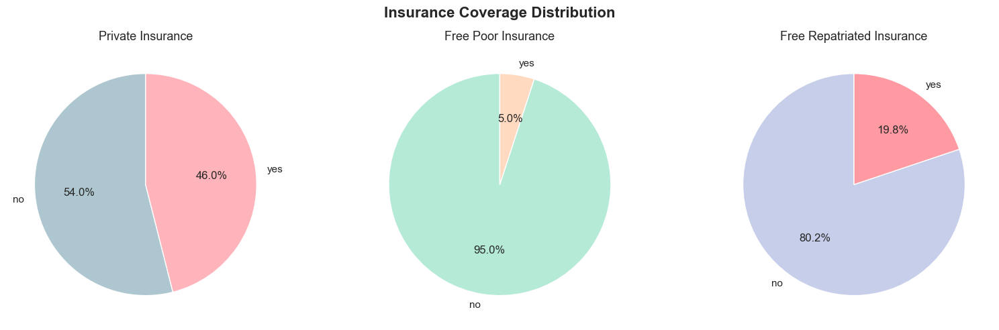 Insurance Coverage Distribution
Private Insurance
yes
46.0%
54.0%
no
Free Poor Insurance
yes
5.0%
95.0%
no
Free Repatriated Insurance
yes
19.8%
80.2%
no